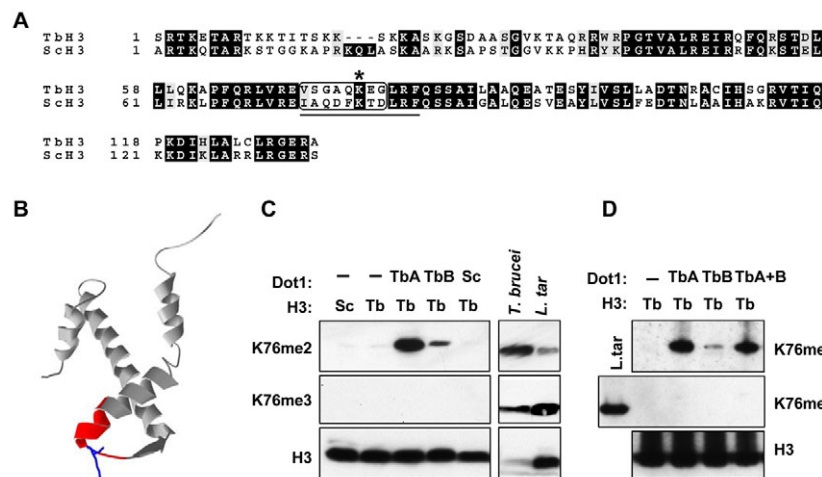 A
TbH3 1 SRTKETARTKKTITSKK---SKKASKGSDAASGVKTAQRRWRPGTVALREIRQFQRSTDL
ScH3 1 ARTKQTARKSTGGKAPRKQLASKAARKSAPSTGGVKKPHRYKPGTVALREIRRFQKSTEL
*
TbH3 58 LLQKAPFQRLVREVSGAQKEGLRFQSSAILAAQEATESYIVSLLADTNRACIHSGRVTIQ
ScH3 61 LIRKLPFQRLVREIAQDFKTDLRFQSSAIGALQESVEAYLVSLFEDTNLAAIHAKRVTIQ
TbH3 118 PKDIHLALCLRGERA
ScH3 121 KKDIKLARRLRGERS
B
C
Dot1: – – TbA TbB Sc T. brucei L. tar
H3: Sc Tb Tb Tb Tb
K76me2
K76me3
H3
D
Dot1: – TbA TbB TbA+B
H3: Tb Tb Tb Tb
L.tar
K76me
K76me
H3